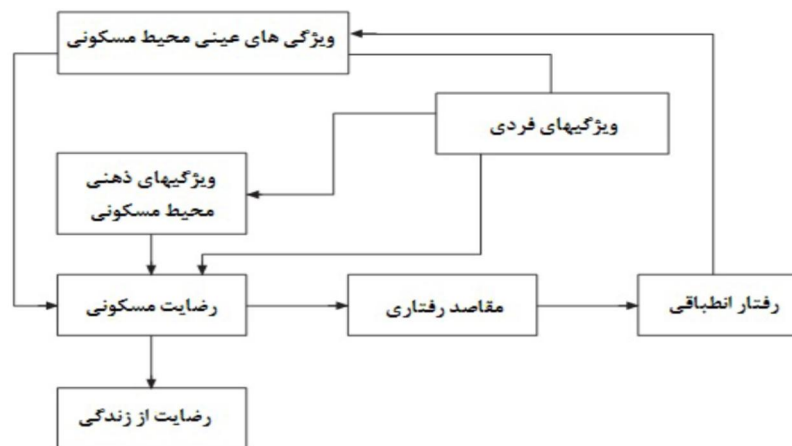 ویژگی های عینی محیط مسکونی
ویژگیهای فردی
ویژگیهای ذهنی
محیط مسکونی
رضایت مسکونی
مقاصد رفتاری
رفتار انطباقی
رضایت از زندگی